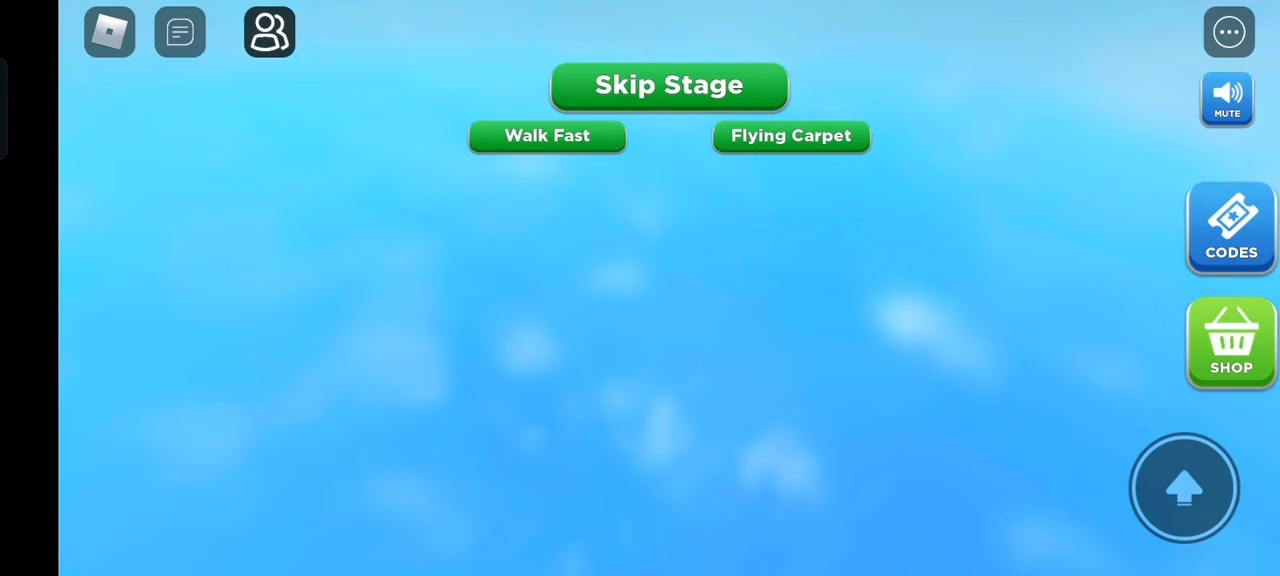 Skip Stage
Walk Fast
Flying Carpet
MUTE
CODES
SHOP